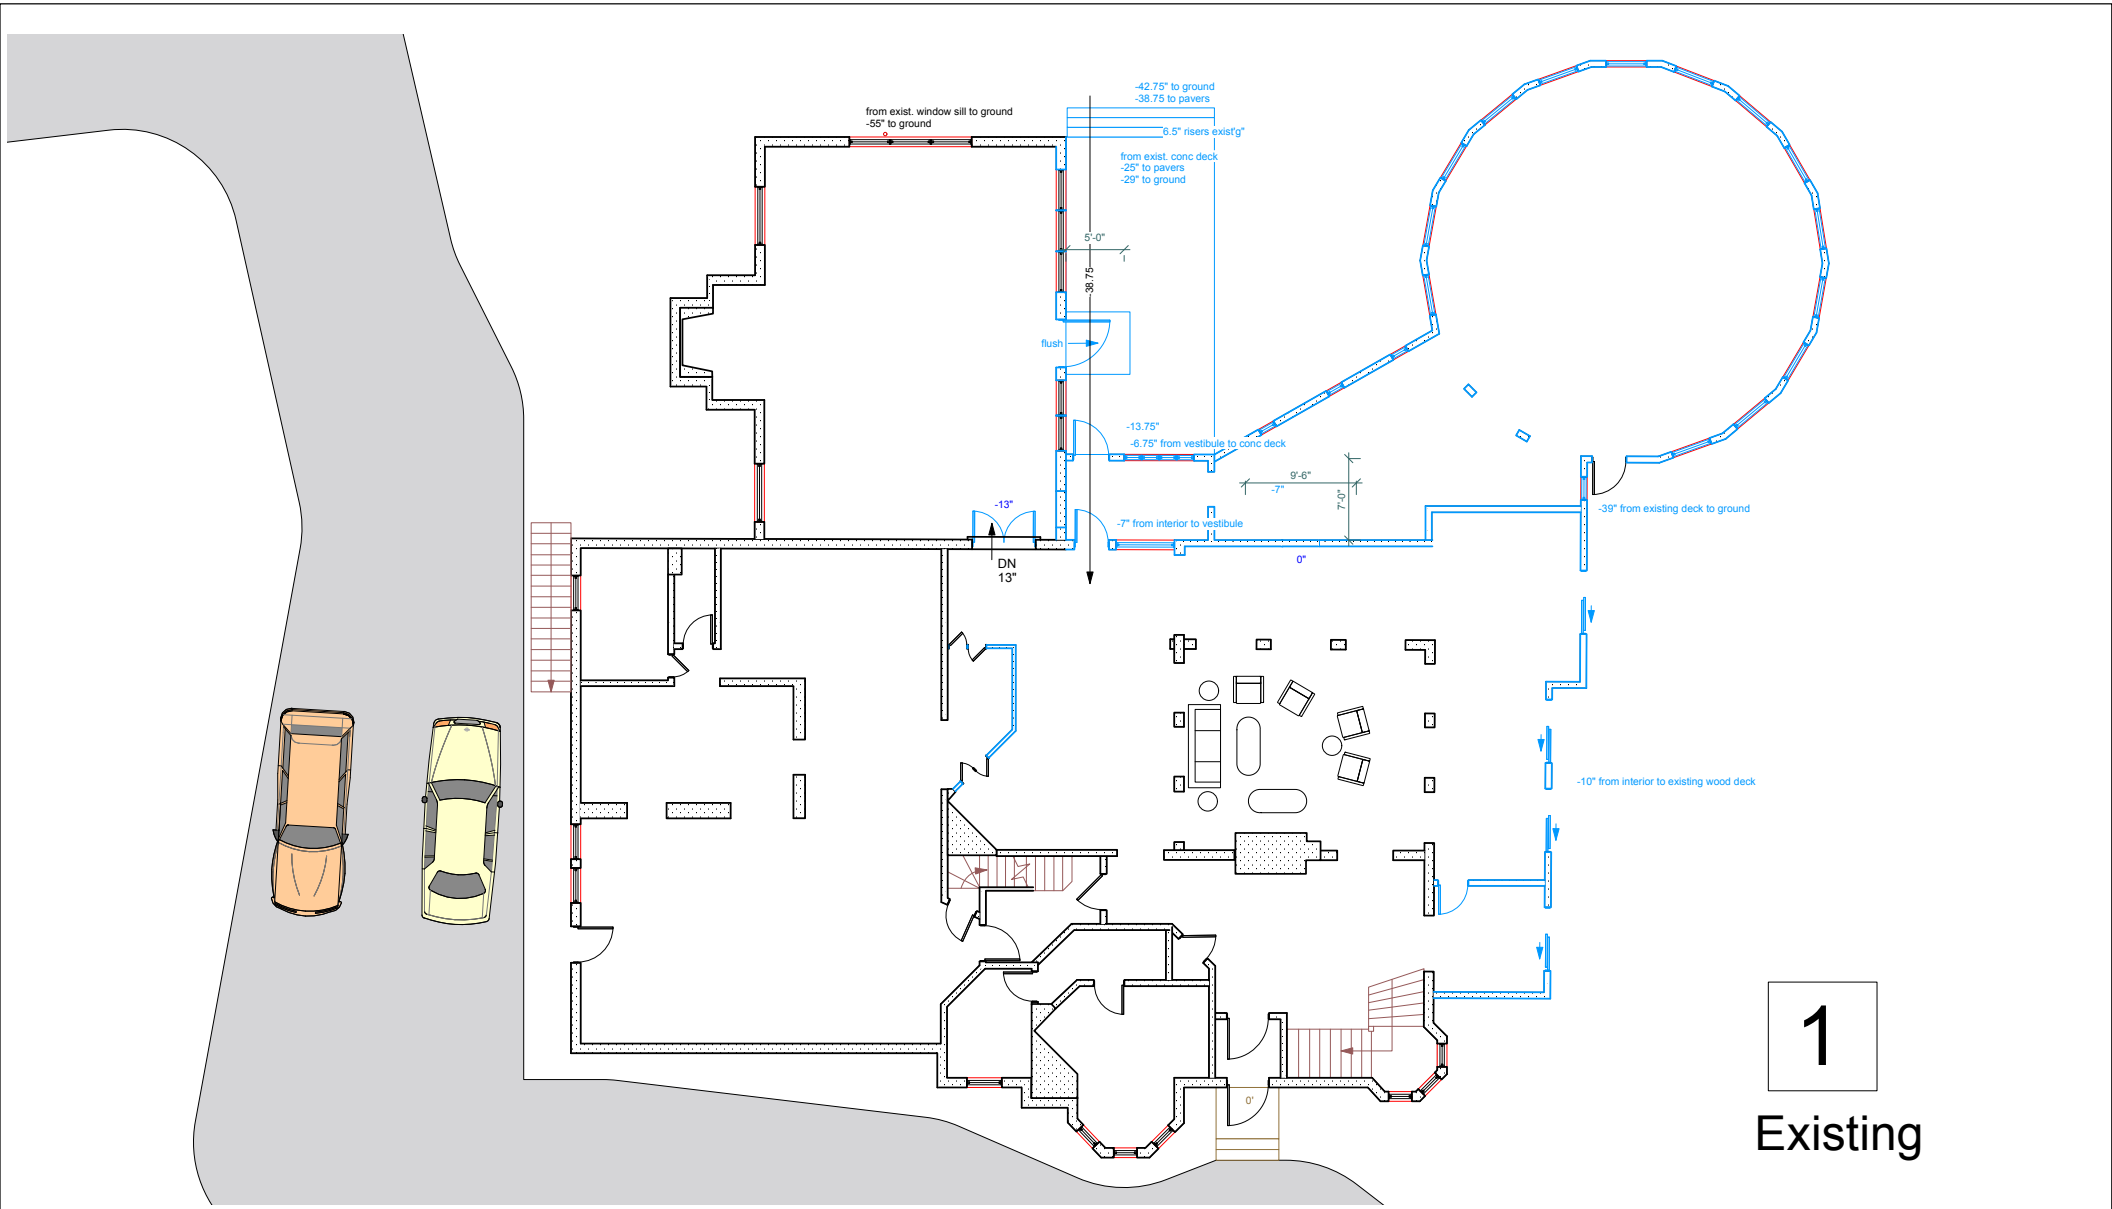 -42.75" to ground
-38.75 to pavers
from exist. window sill to ground
-55" to ground
6.5" risers exist'g"
from exist. conc deck
-25" to pavers
-29" to ground
5'-0"
38.75
flush
-13.75"
-6.75" from vestibule to conc deck
9'-6"
-7"
7'-0"
-13"
-7" from interior to vestibule
-39" from existing deck to ground
0"
DN
13"
-10" from interior to existing wood deck
1
0'
Existing